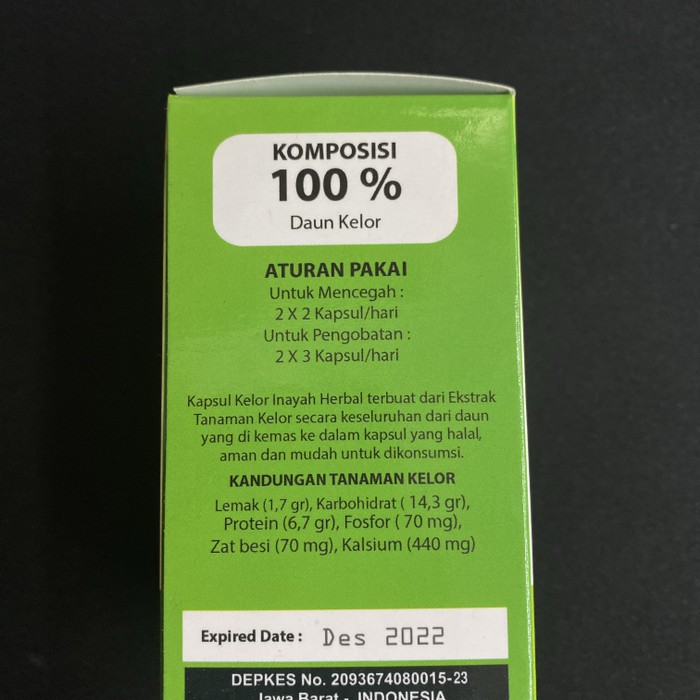 KOMPOSISI
100 %
Daun Kelor
ATURAN PAKAI
Untuk Mencegah :
2 X 2 Kapsul/hari
Untuk Pengobatan :
2 X 3 Kapsul/hari
Kapsul Kelor Inayah Herbal terbuat dari Ekstrak
Tanaman Kelor secara keseluruhan dari daun
yang di kemas ke dalam kapsul yang halal,
aman dan mudah untuk dikonsumsi.
KANDUNGAN TANAMAN KELOR
Lemak (1,7 gr), Karbohidrat ( 14,3 gr),
Protein (6,7 gr), Fosfor ( 70 mg),
Zat besi (70 mg), Kalsium (440 mg)
Expired Date : Des 2022
DEPKES No. 2093674080015-23
Jawa Barat - INDONESIA